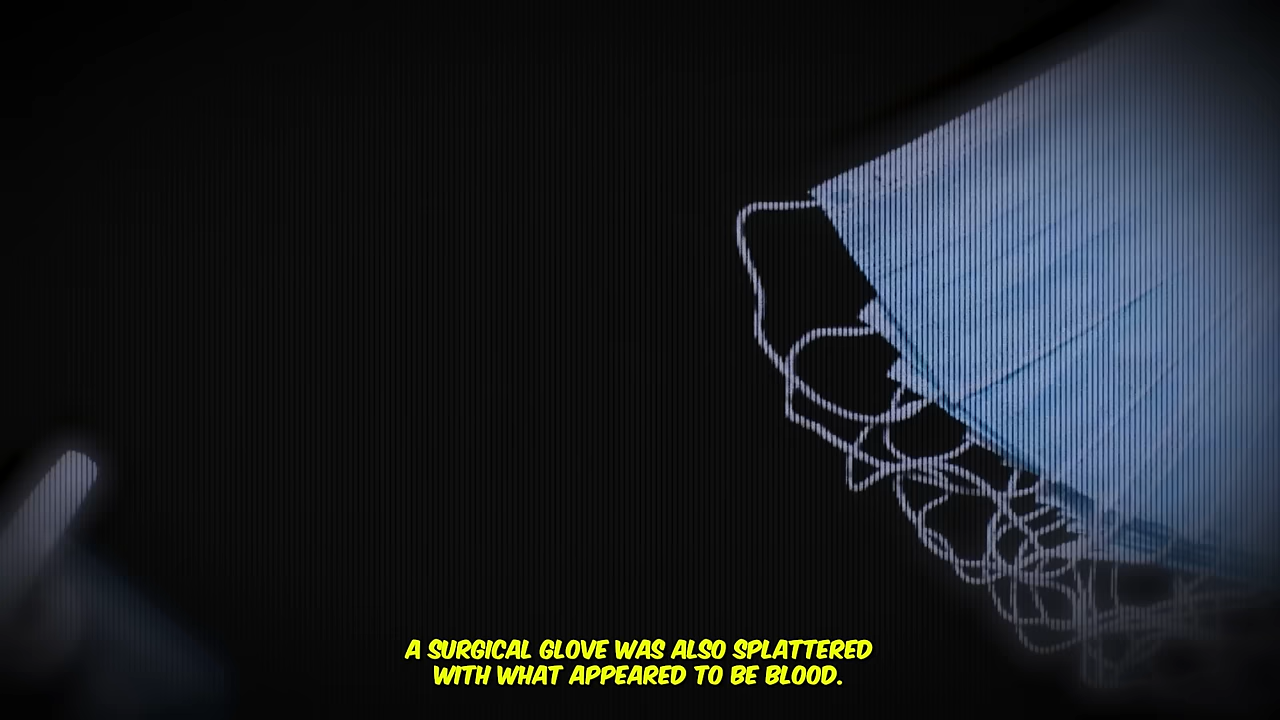 A SURGICAL GLOVE WAS ALSO SPLATTERED
WITH WHAT APPEARED TO BE BLOOD.